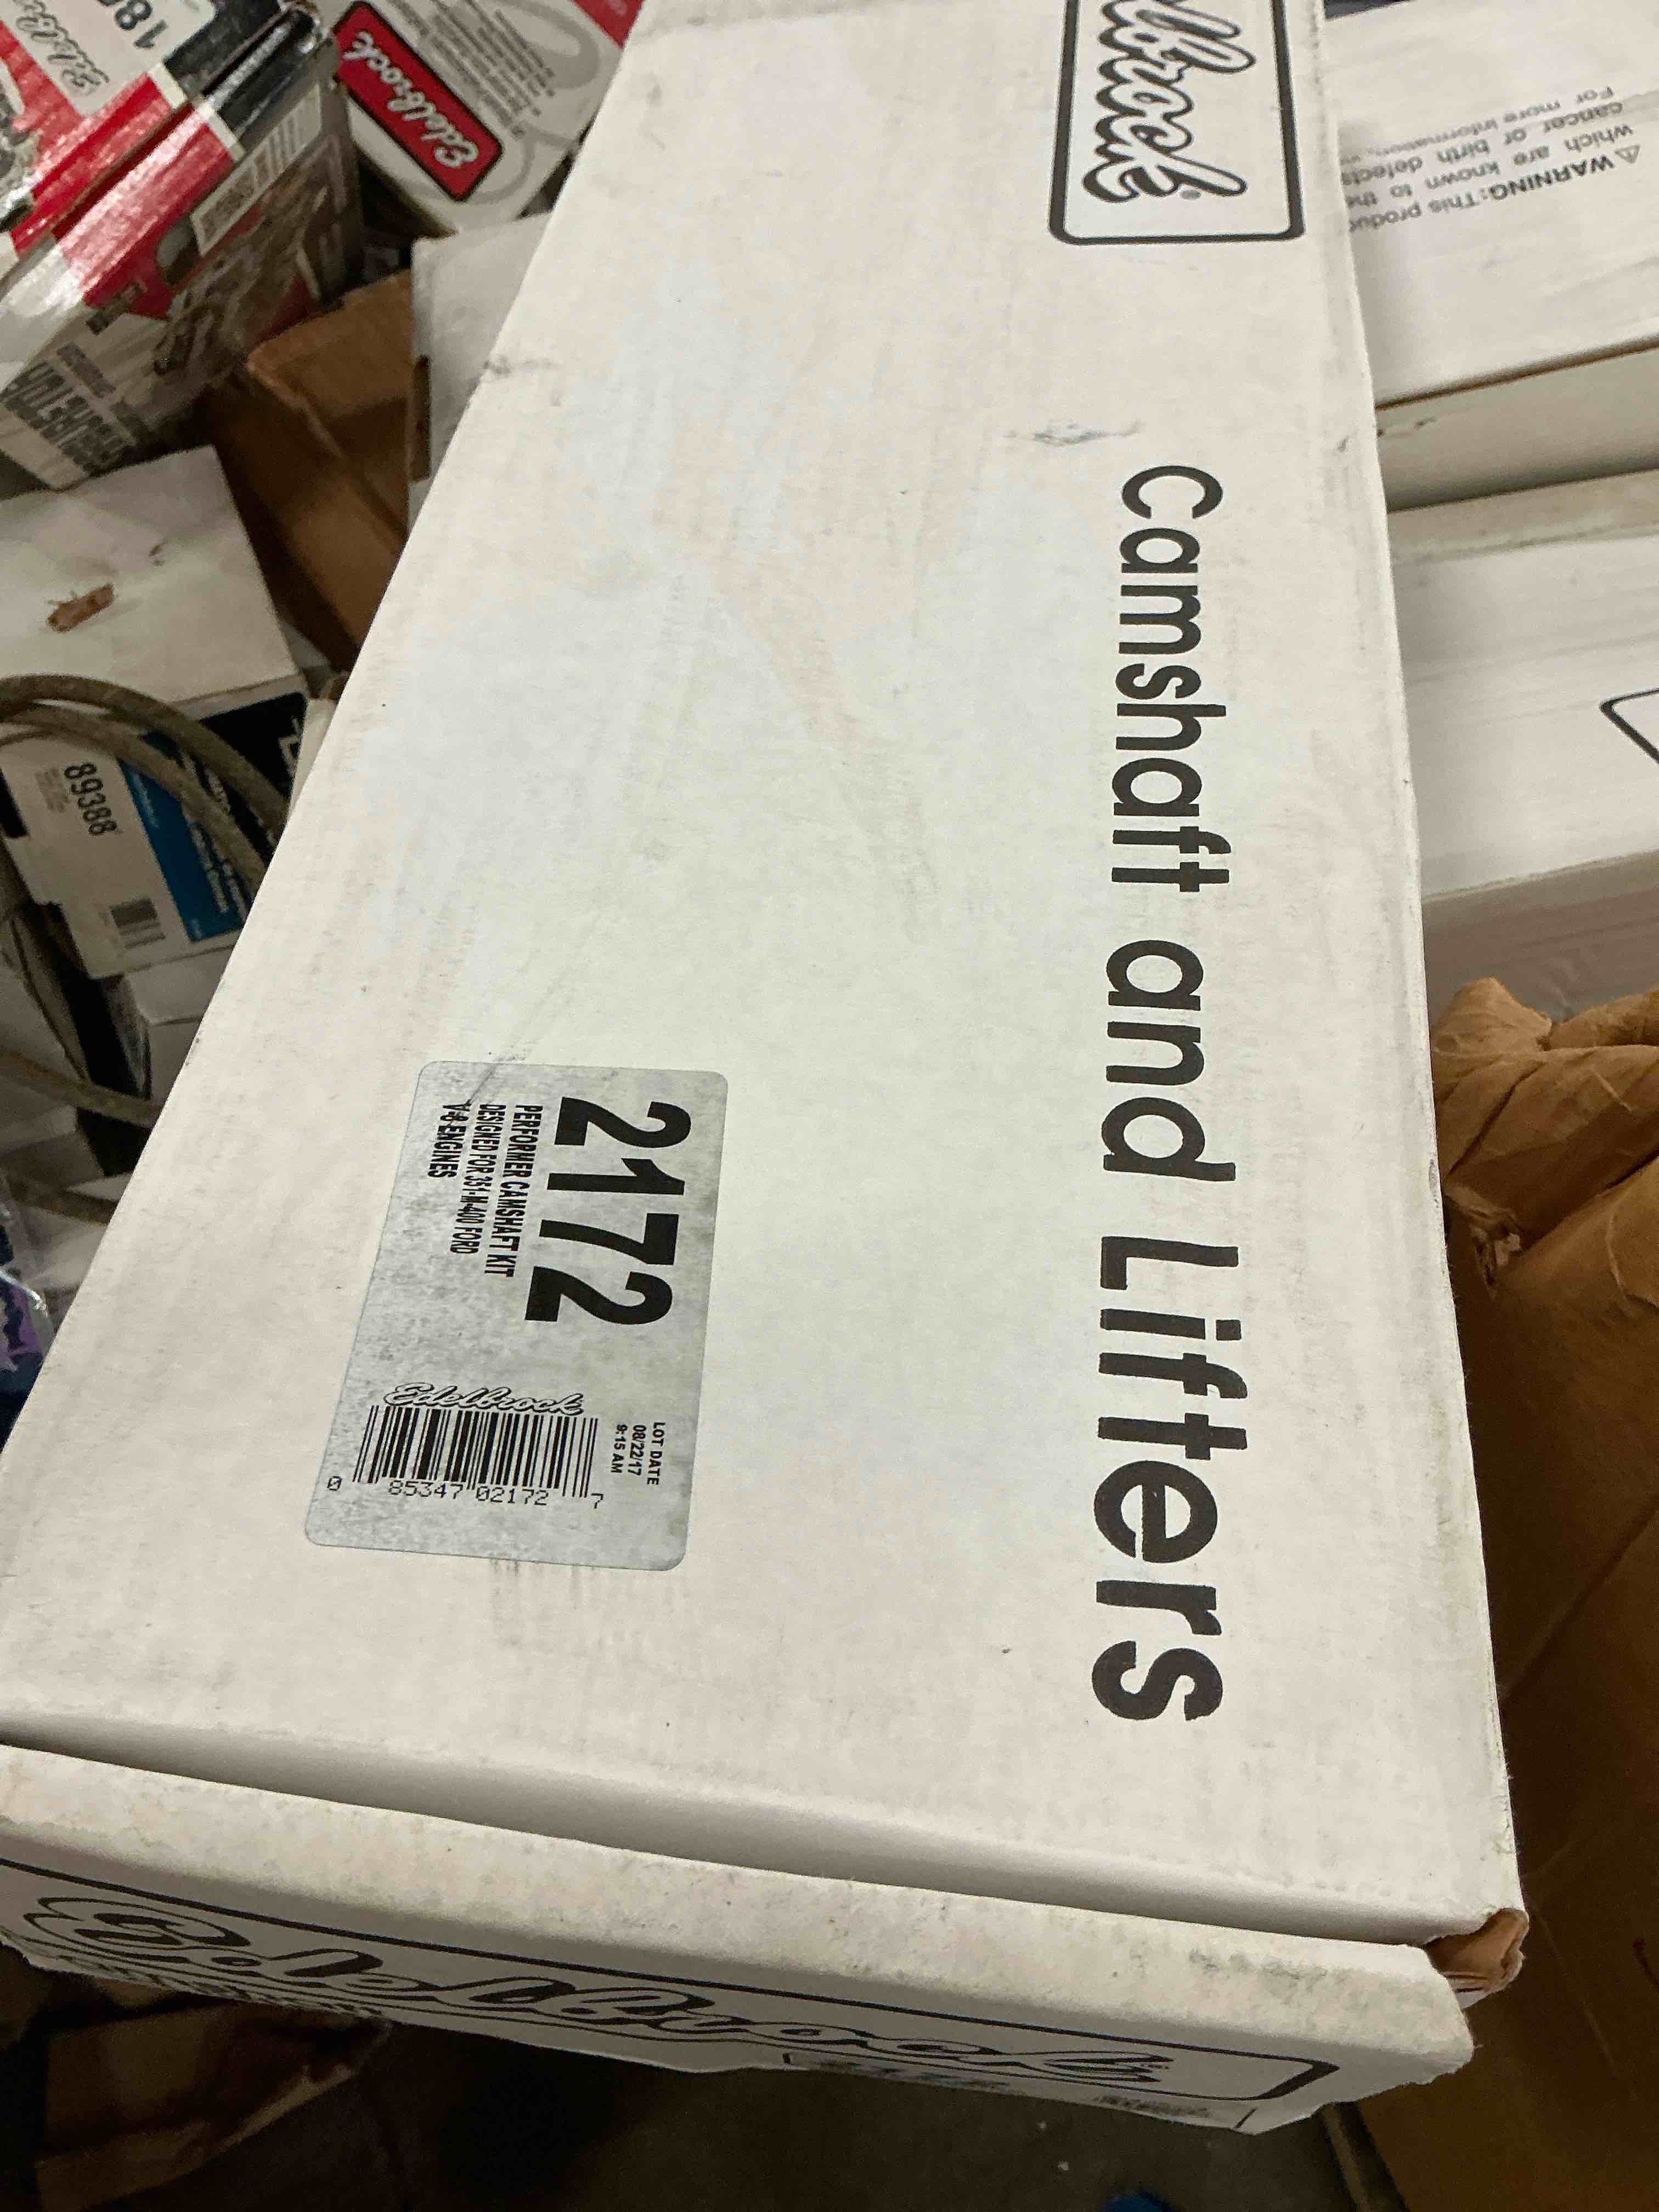 Edelbrock
Camshaft and Lifters
2172
PERFORMER CAMSHAFT KIT
DESIGNED FOR 351-M-400 FORD
V-8 ENGINES
LOT DATE
08/22/17
9:15 AM
Edelbrock
0 85347 02172 7
Edelbrock
Edelbrock
89388
⚠ WARNING: This
which are known to the
cancer or birth defects
For more information,